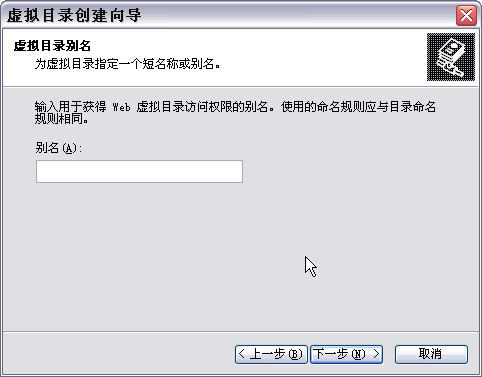 虚拟目录创建向导
虚拟目录别名
为虚拟目录指定一个短名称或别名。
输入用于获得 Web 虚拟目录访问权限的别名。使用的命名规则应与目录命名
规则相同。
别名(A):
< 上一步(B) 下一步(N) > 取消